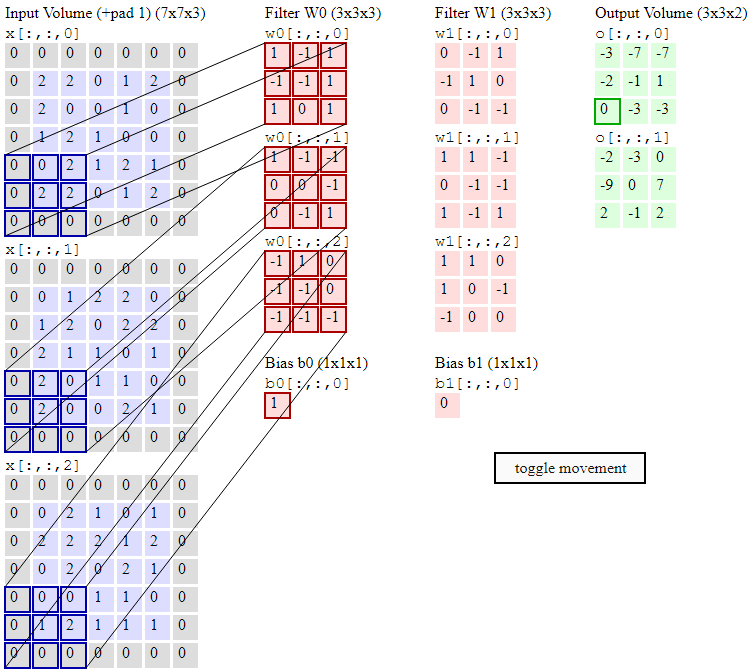 Input Volume (+pad 1) (7x7x3)
x[:,:,0]
0 0 0 0 0 0 0
0 2 2 0 1 2 0
0 2 0 0 1 0 0
0 1 2 1 0 0 0
0 0 2 1 2 1 0
0 2 2 0 1 2 0
0 0 0 0 0 0 0
x[:,:,1]
0 0 0 0 0 0 0
0 0 1 2 2 0 0
0 1 2 0 2 2 0
0 2 1 1 0 1 0
0 2 0 1 1 0 0
0 2 0 0 2 1 0
0 0 0 0 0 0 0
x[:,:,2]
0 0 0 0 0 0 0
0 0 2 1 0 1 0
0 2 2 2 1 2 0
0 0 2 0 2 1 0
0 0 0 1 1 0 0
0 1 2 1 1 1 0
0 0 0 0 0 0 0
Filter W0 (3x3x3)
w0[:,:,0]
1 -1 1
-1 -1 1
1 0 1
w0[:,:,1]
1 -1 -1
0 0 -1
0 -1 1
w0[:,:,2]
-1 1 0
-1 -1 0
-1 -1 -1
Bias b0 (1x1x1)
b0[:,:,0]
1
Filter W1 (3x3x3)
w1[:,:,0]
0 -1 1
-1 1 0
0 -1 -1
w1[:,:,1]
1 1 -1
0 -1 -1
1 -1 1
w1[:,:,2]
1 1 0
1 0 -1
-1 0 0
Bias b1 (1x1x1)
b1[:,:,0]
0
Output Volume (3x3x2)
o[:,:,0]
-3 -7 -7
-2 -1 1
0 -3 -3
o[:,:,1]
-2 -3 0
-9 0 7
2 -1 2
toggle movement